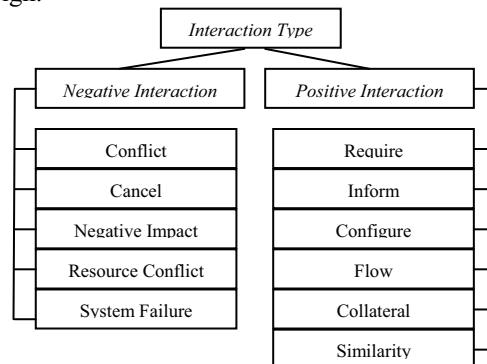 Interaction Type
Negative Interaction
Positive Interaction
Conflict
Cancel
Negative Impact
Resource Conflict
System Failure
Require
Inform
Configure
Flow
Collateral
Similarity